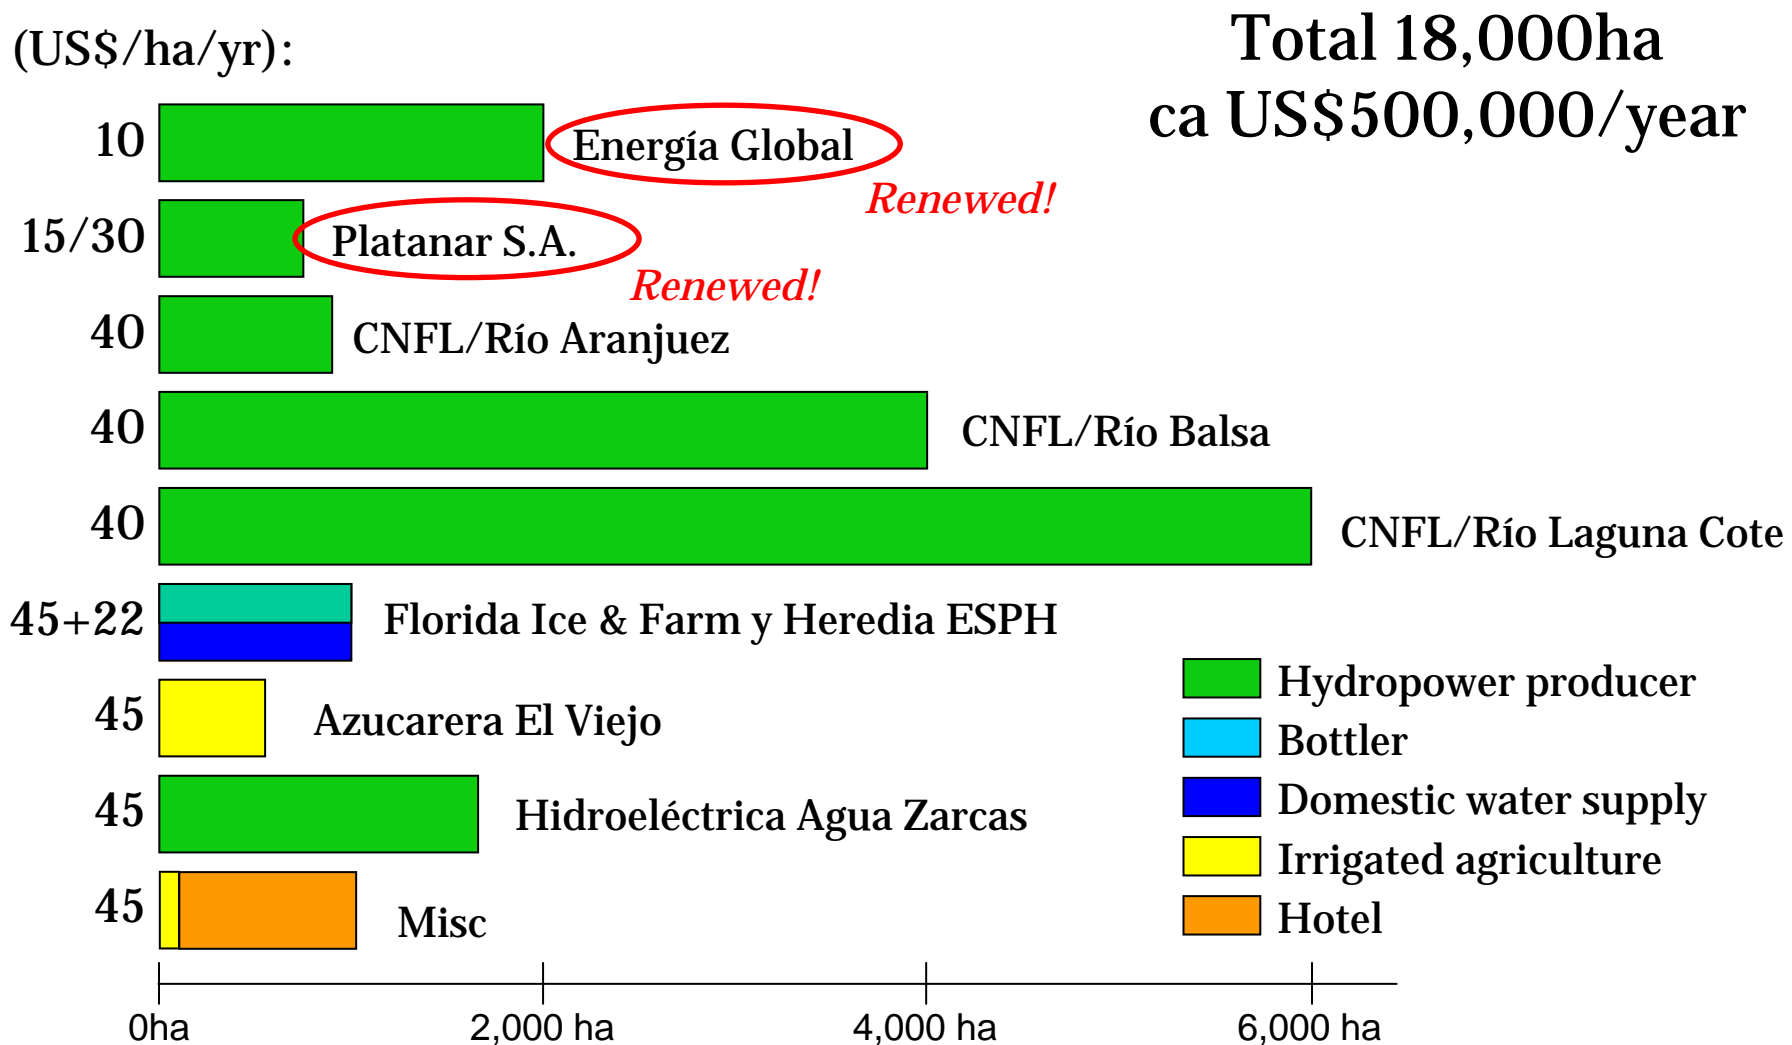 (US$/ha/yr):
Total 18,000ha
ca US$500,000/year
10
Energía Global
Renewed!
15/30
Platanar S.A.
Renewed!
40
CNFL/Río Aranjuez
40
CNFL/Río Balsa
40
CNFL/Río Laguna Cote
45+22
Florida Ice & Farm y Heredia ESPH
45
Azucarera El Viejo
45
Hidroeléctrica Agua Zarcas
45
Misc
Hydropower producer
Bottler
Domestic water supply
Irrigated agriculture
Hotel
0ha
2,000 ha
4,000 ha
6,000 ha